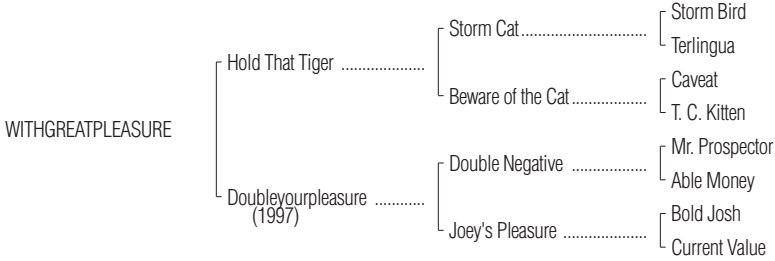 Storm Bird
Storm Cat
Terlingua
Hold That Tiger
Caveat
Beware of the Cat
T. C. Kitten
WITHGREATPLEASURE
Mr. Prospector
Double Negative
Able Money
Doubleyourpleasure
(1997)
Bold Josh
Joey's Pleasure
Current Value